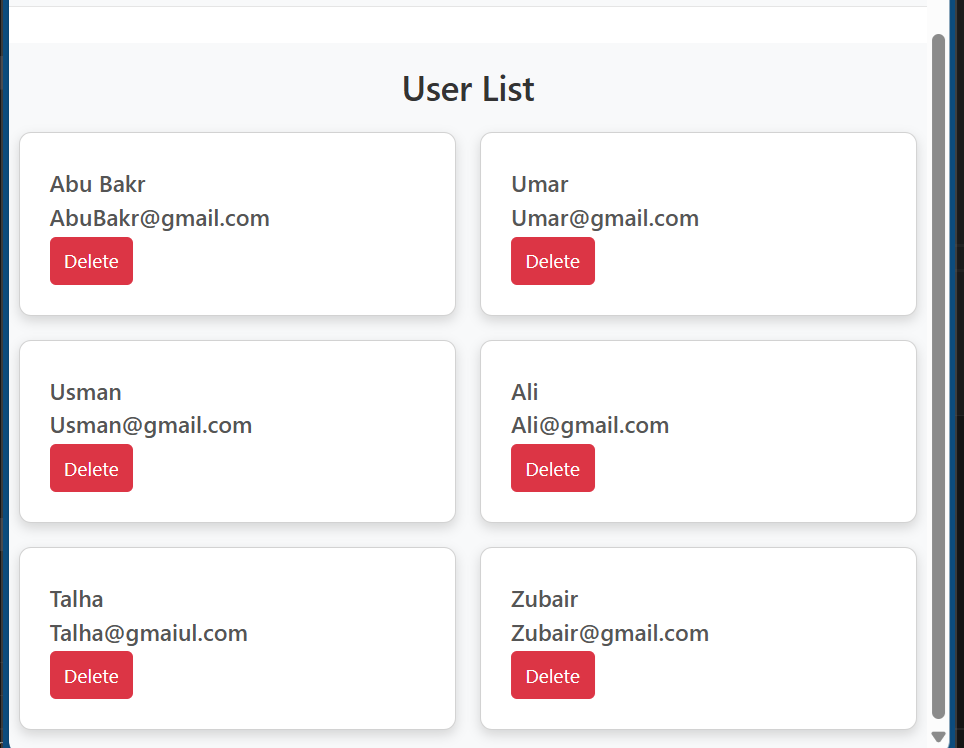 User List
Abu Bakr
AbuBakr@gmail.com
Delete
Umar
Umar@gmail.com
Delete
Usman
Usman@gmail.com
Delete
Ali
Ali@gmail.com
Delete
Talha
Talha@gmaiul.com
Delete
Zubair
Zubair@gmail.com
Delete